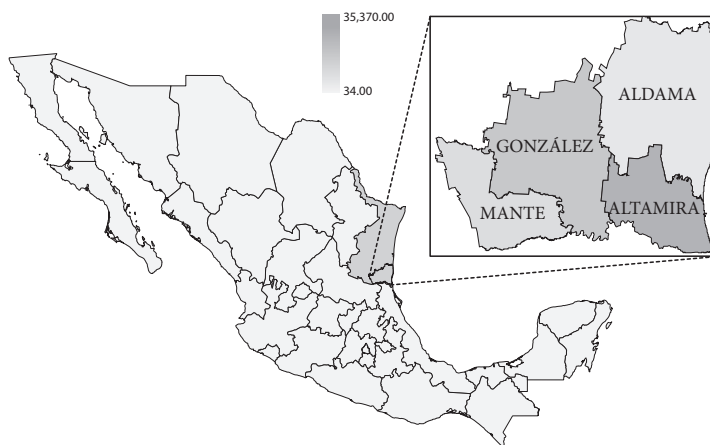 35,370.00
34.00
ALDAMA
GONZÁLEZ
MANTE
ALTAMIRA